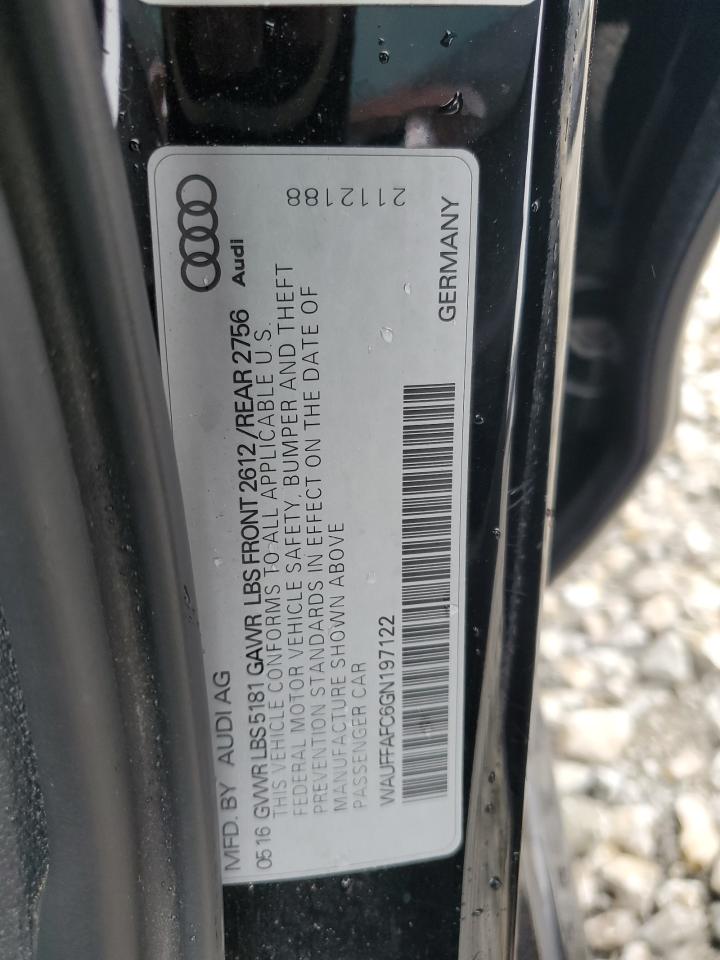 MFD. BY AUDI AG
Audi
0516 GVWR LBS 5181 GAWR LBS FRONT 2612 /REAR 2756
THIS VEHICLE CONFORMS TO ALL APPLICABLE U.S.
FEDERAL MOTOR VEHICLE SAFETY, BUMPER AND THEFT
PREVENTION STANDARDS IN EFFECT ON THE DATE OF
MANUFACTURE SHOWN ABOVE
PASSENGER CAR
WAUFFAFC6GN197122
GERMANY
2112188